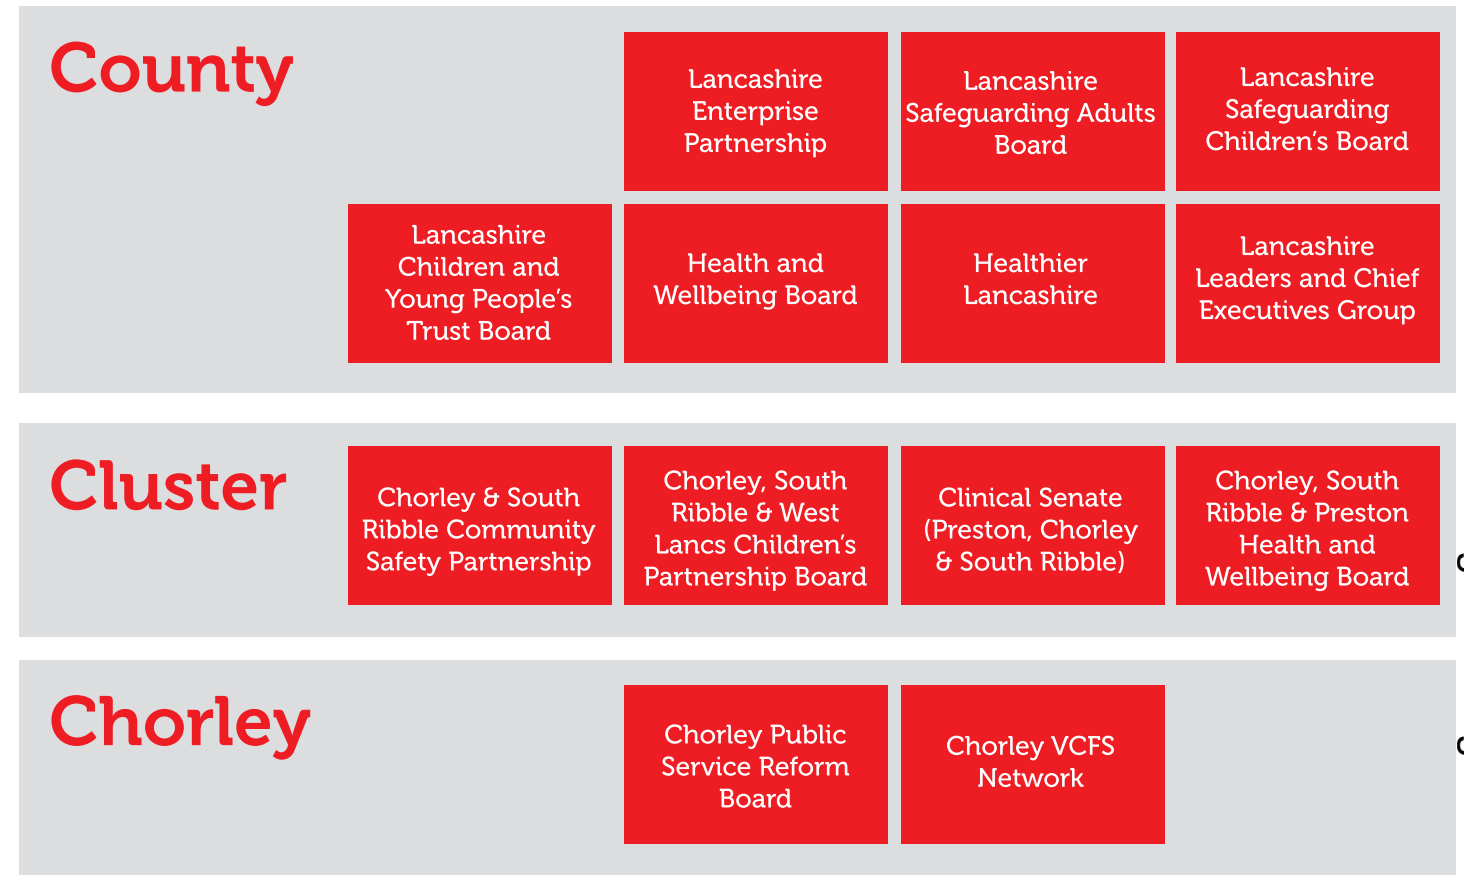 County
Lancashire
Enterprise
Partnership
Lancashire
Safeguarding Adults
Board
Lancashire
Safeguarding
Children's Board
Lancashire
Children and
Young People's
Trust Board
Health and
Wellbeing Board
Healthier
Lancashire
Lancashire
Leaders and Chief
Executives Group
Cluster
Chorley & South
Ribble Community
Safety Partnership
Chorley, South
Ribble & West
Lancs Children's
Partnership Board
Clinical Senate
(Preston, Chorley
& South Ribble)
Chorley, South
Ribble & Preston
Health and
Wellbeing Board
Chorley
Chorley Public
Service Reform
Board
Chorley VCFS
Network